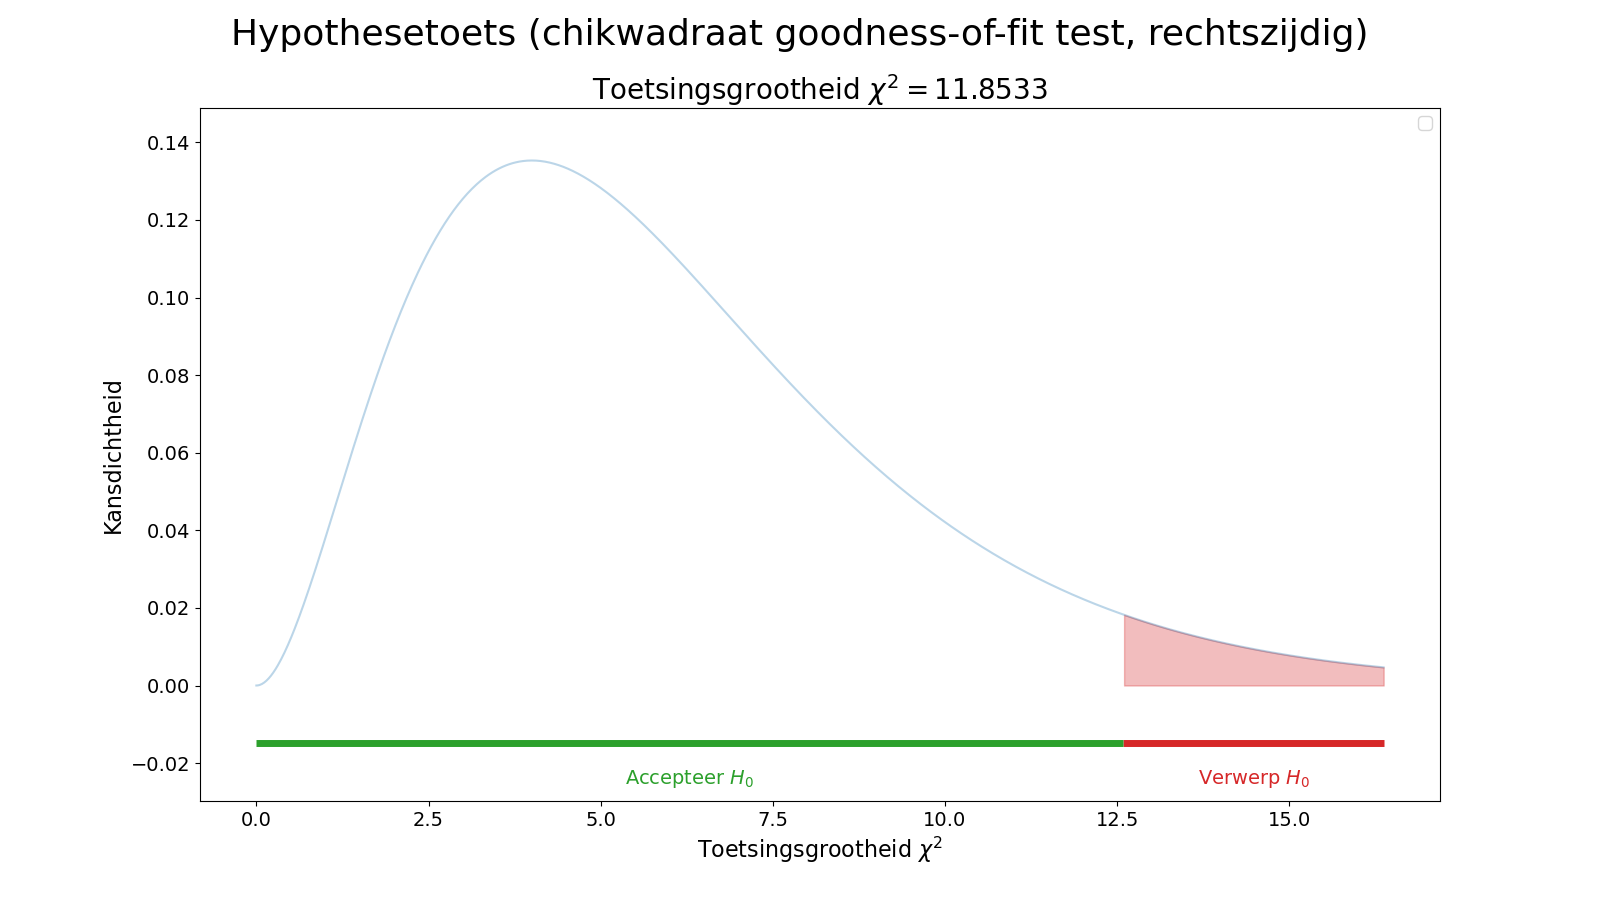 Hypothesetoets (chikwadraat goodness-of-fit test, rechtszijdig)
Toetsingsgrootheid χ² = 11.8533
0.14
0.12
0.10
0.08
0.06
0.04
0.02
0.00
−0.02
Kansdichtheid
Accepteer H₀
Verwerp H₀
0.0
2.5
5.0
7.5
10.0
12.5
15.0
Toetsingsgrootheid χ²